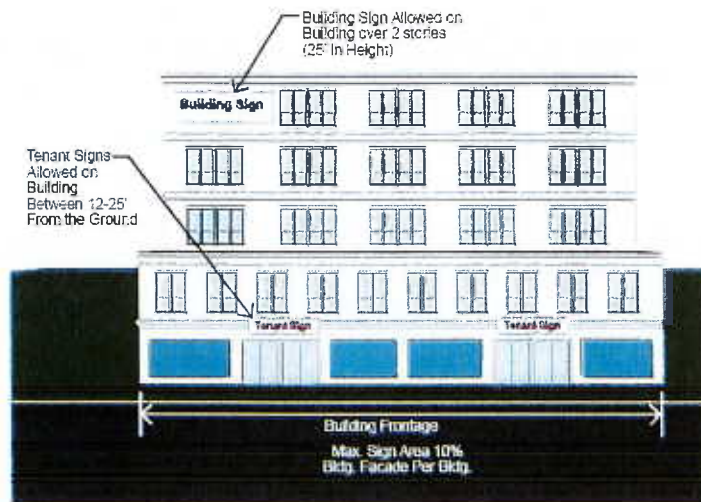 Building Sign Allowed on
Building over 2 stories
(25' In Height)
Building Sign
Tenant Signs
Allowed on
Building
Between 12-25'
From the Ground
Tenant Sign
Tenant Sign
Building Frontage
Max. Sign Area 10%
Bldg. Facade Per Bldg.